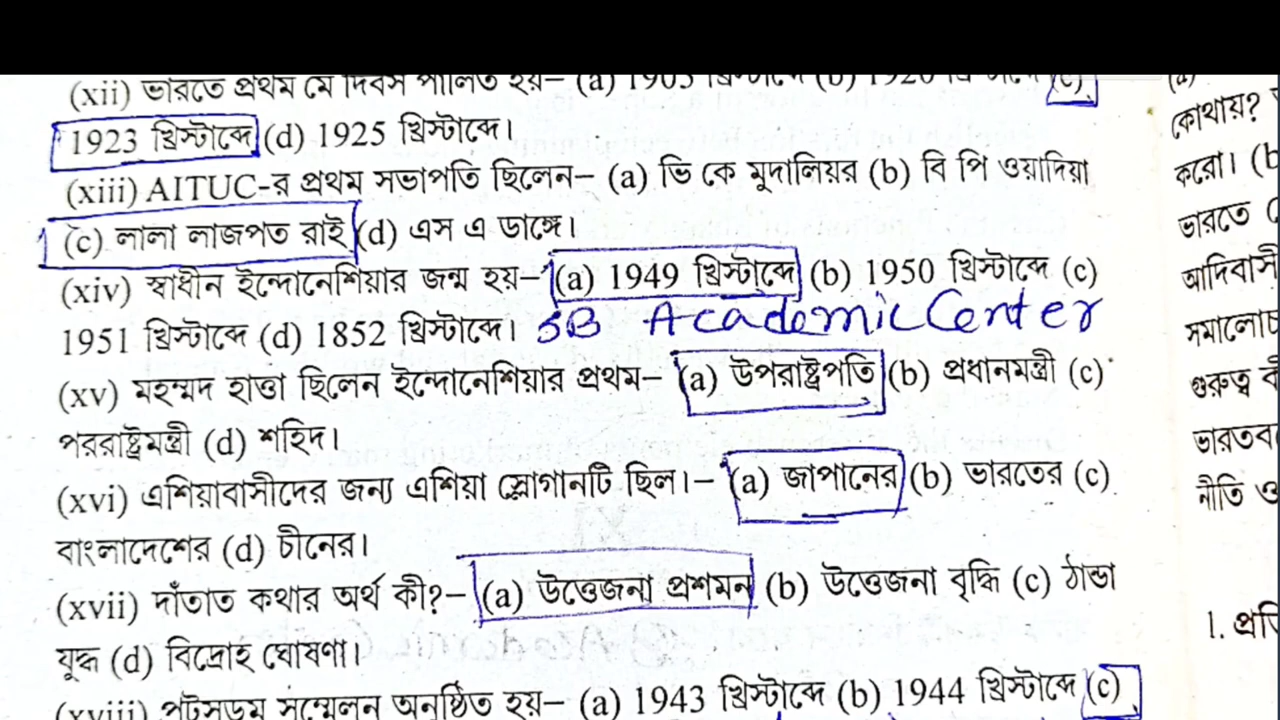 (xii) ভারতে প্রথম মে দিবস পালিত হয়– (a) 1903 খ্রিস্টাব্দে (b) 1920 খ্রিস্টাব্দে (c)
1923 খ্রিস্টাব্দে (d) 1925 খ্রিস্টাব্দে।
(xiii) AITUC-র প্রথম সভাপতি ছিলেন– (a) ভি কে মুদালিয়র (b) বি পি ওয়াদিয়া
(c) লালা লাজপত রাই (d) এস এ ডাঙ্গে।
(xiv) স্বাধীন ইন্দোনেশিয়ার জন্ম হয়– (a) 1949 খ্রিস্টাব্দে (b) 1950 খ্রিস্টাব্দে (c)
1951 খ্রিস্টাব্দে (d) 1852 খ্রিস্টাব্দে। SB Academic Center
(xv) মহম্মদ হাত্তা ছিলেন ইন্দোনেশিয়ার প্রথম– (a) উপরাষ্ট্রপতি (b) প্রধানমন্ত্রী (c)
পররাষ্ট্রমন্ত্রী (d) শহিদ।
(xvi) এশিয়াবাসীদের জন্য এশিয়া স্লোগানটি ছিল।– (a) জাপানের (b) ভারতের (c)
বাংলাদেশের (d) চীনের।
(xvii) দাঁতাত কথার অর্থ কী?– (a) উত্তেজনা প্রশমন (b) উত্তেজনা বৃদ্ধি (c) ঠান্ডা
যুদ্ধ (d) বিদ্রোহ ঘোষণা।
(xviii) পটসডম সম্মেলন অনুষ্ঠিত হয়– (a) 1943 খ্রিস্টাব্দে (b) 1944 খ্রিস্টাব্দে (c)
কোথায়?
করো। (b
ভারতে
আদিবাসী
সমালোচ
গুরুত্ব
ভারতব
নীতি ও
1. প্রতি